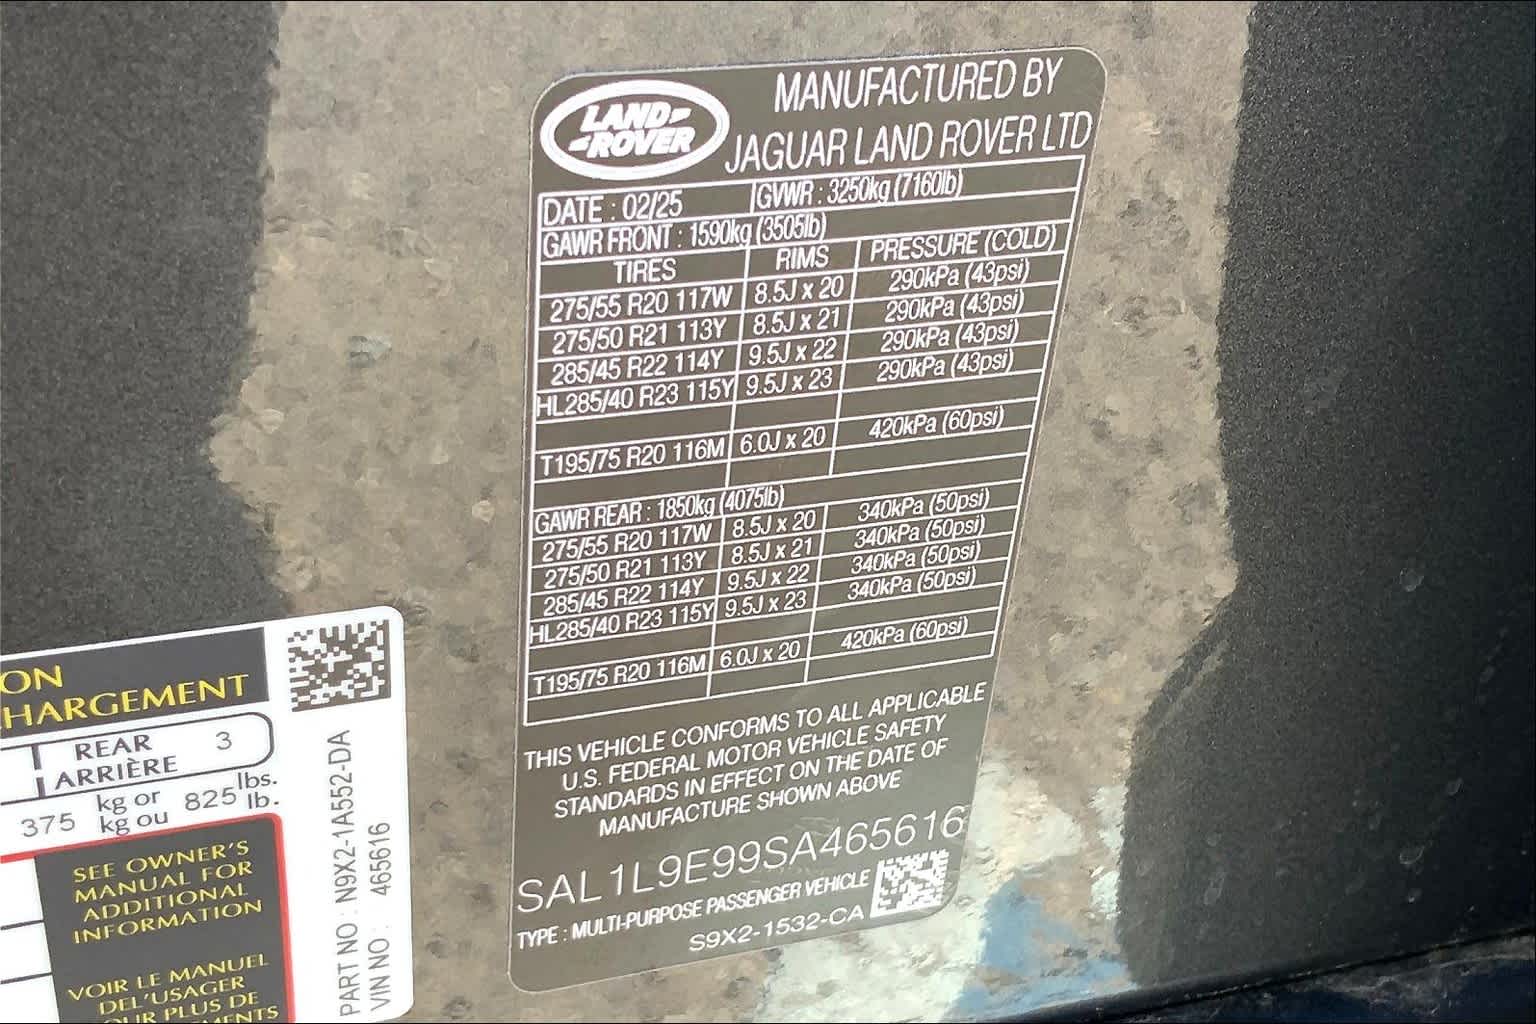 LAND-
-ROVER
MANUFACTURED BY
JAGUAR LAND ROVER LTD
DATE : 02/25 GVWR : 3250kg (7160lb)
GAWR FRONT : 1590kg (3505lb)
TIRES RIMS PRESSURE (COLD)
275/55 R20 117W 8.5J x 20 290kPa (43psi)
275/50 R21 113Y 8.5J x 21 290kPa (43psi)
285/45 R22 114Y 9.5J x 22 290kPa (43psi)
HL285/40 R23 115Y 9.5J x 23 290kPa (43psi)
T195/75 R20 116M 6.0J x 20 420kPa (60psi)
GAWR REAR : 1850kg (4075lb)
275/55 R20 117W 8.5J x 20 340kPa (50psi)
275/50 R21 113Y 8.5J x 21 340kPa (50psi)
285/45 R22 114Y 9.5J x 22 340kPa (50psi)
HL285/40 R23 115Y 9.5J x 23 340kPa (50psi)
T195/75 R20 116M 6.0J x 20 420kPa (60psi)
THIS VEHICLE CONFORMS TO ALL APPLICABLE
U.S. FEDERAL MOTOR VEHICLE SAFETY
STANDARDS IN EFFECT ON THE DATE OF
MANUFACTURE SHOWN ABOVE
SAL1L9E99SA465616
TYPE : MULTI-PURPOSE PASSENGER VEHICLE
S9X2-1532-CA
ON
HARGEMENT
REAR 3
ARRIÈRE
375 kg or 825 lbs.
kg ou lb.
SEE OWNER'S
MANUAL FOR
ADDITIONAL
INFORMATION
VOIR LE MANUEL
DEL'USAGER
OUR PLUS DE
EMENTS
PART NO : N9X2-1A552-DA
VIN NO : 465616